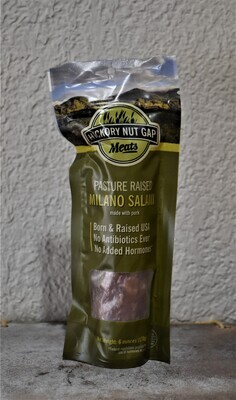 HICKORY NUT GAP
Meats
PASTURE RAISED
MILANO SALAMI
made with pork
Born & Raised USA
No Antibiotics Ever
No Added Hormones